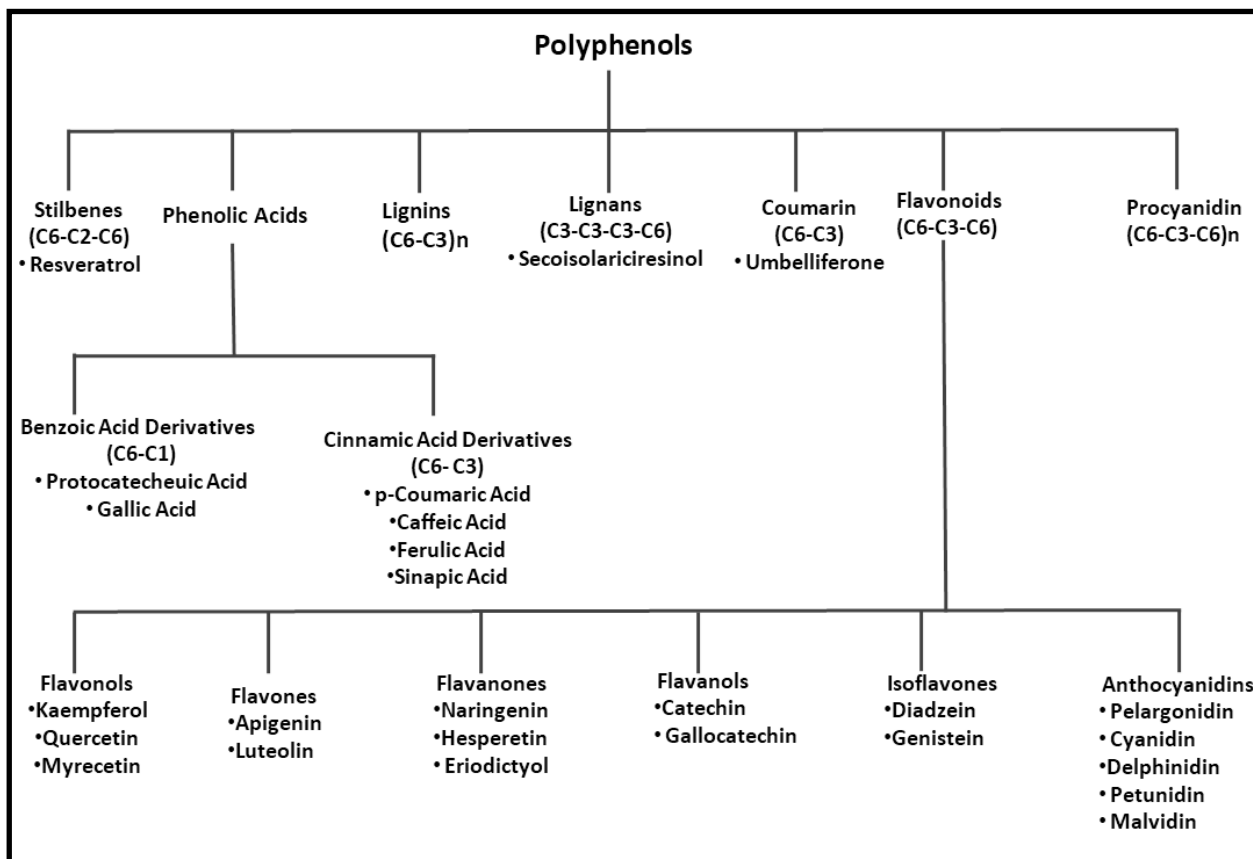 Polyphenols
Stilbenes
(C6-C2-C6)
• Resveratrol
Phenolic Acids
Lignins
(C6-C3)n
Lignans
(C3-C3-C3-C6)
• Secoisolariciresinol
Coumarin
(C6-C3)
• Umbelliferone
Flavonoids
(C6-C3-C6)
Procyanidin
(C6-C3-C6)n
Benzoic Acid Derivatives
(C6-C1)
• Protocatecheuic Acid
• Gallic Acid
Cinnamic Acid Derivatives
(C6- C3)
• p-Coumaric Acid
•Caffeic Acid
•Ferulic Acid
•Sinapic Acid
Flavonols
•Kaempferol
•Quercetin
•Myrecetin
Flavones
•Apigenin
•Luteolin
Flavanones
•Naringenin
•Hesperetin
•Eriodictyol
Flavanols
•Catechin
• Gallocatechin
Isoflavones
•Diadzein
•Genistein
Anthocyanidins
• Pelargonidin
• Cyanidin
•Delphinidin
• Petunidin
• Malvidin